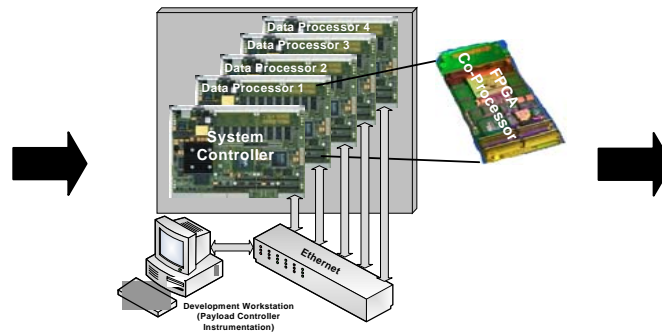 Data Processor 4
Data Processor 3
Data Processor 2
Data Processor 1
System
Controller
FPGA
Co-Processor
Ethernet
Development Workstation
(Payload Controller
Instrumentation)